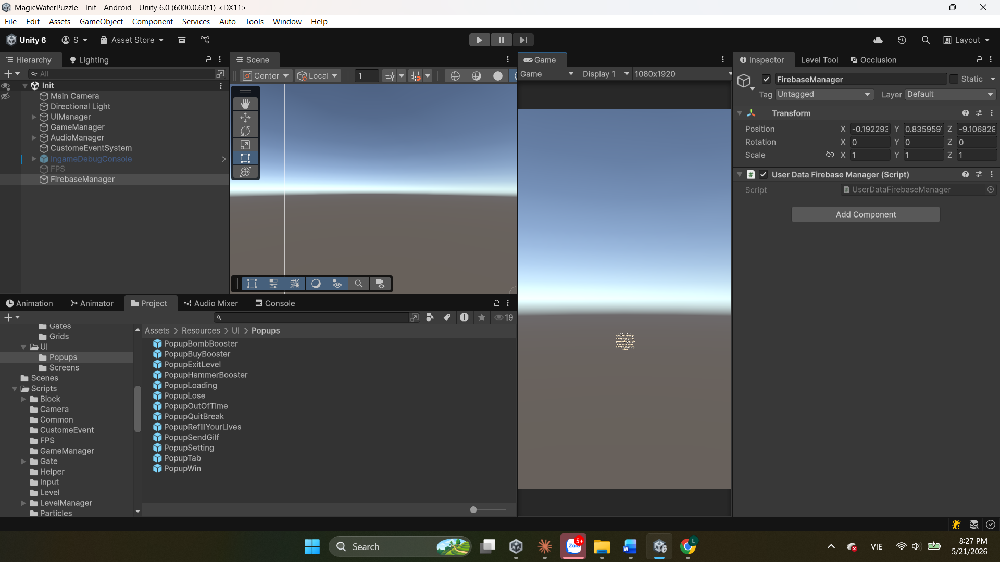 MagicWaterPuzzle - Init - Android - Unity 6.0 (6000.0.60f1) <DX11>
File Edit Assets GameObject Component Services Auto Tools Window Help
Unity 6 S Asset Store Layout
Hierarchy Lighting Scene Game Inspector Level Tool Occlusion
All Center Local 1 Game Display 1 1080x1920
Init
Main Camera
Directional Light
UIManager
GameManager
AudioManager
CustomeEventSystem
IngameDebugConsole
FPS
FirebaseManager
FirebaseManager Static
Tag Untagged Layer Default
Transform
Position X -0.192293 Y 0.835959 Z -9.106828
Rotation X 0 Y 0 Z 0
Scale X 1 Y 1 Z 1
# User Data Firebase Manager (Script)
Script UserDataFirebaseManager
Add Component
Animation Animator Project Audio Mixer Console
19
Gates
Grids
UI
Popups
Screens
Scenes
Scripts
Block
Camera
Common
CustomeEvent
FPS
GameManager
Gate
Helper
Input
Level
LevelManager
Particles
Assets > Resources > UI > Popups
PopupBombBooster
PopupBuyBooster
PopupExitLevel
PopupHammerBooster
PopupLoading
PopupLose
PopupOutOfTime
PopupQuitBreak
PopupRefillYourLives
PopupSendGilf
PopupSetting
PopupTab
PopupWin
Search
Zalo 5+
W
6
L
VIE
8:27 PM
5/21/2026